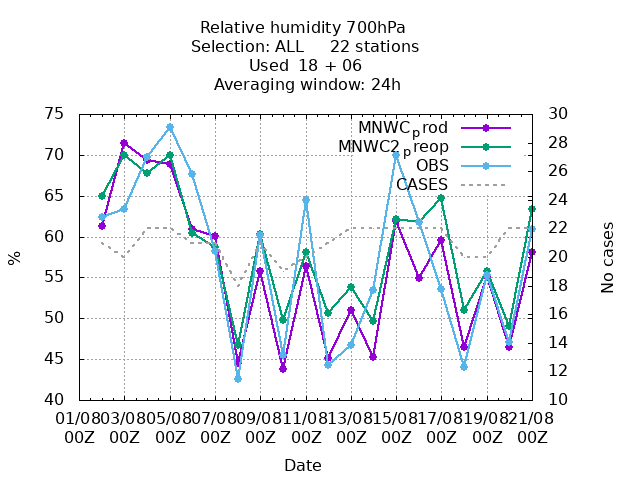 Relative humidity 700hPa
Selection: ALL 22 stations
Used 18 + 06
Averaging window: 24h
75 30
70 28
65 26
60 24
55 22
50 20
45 18
40 16
14
12
10
MNWCprod
MNWC2preop
OBS
CASES
%
No cases
01/08 03/08 05/08 07/08 09/08 11/08 13/08 15/08 17/08 19/08 21/08
00Z 00Z 00Z 00Z 00Z 00Z 00Z 00Z 00Z 00Z 00Z
Date